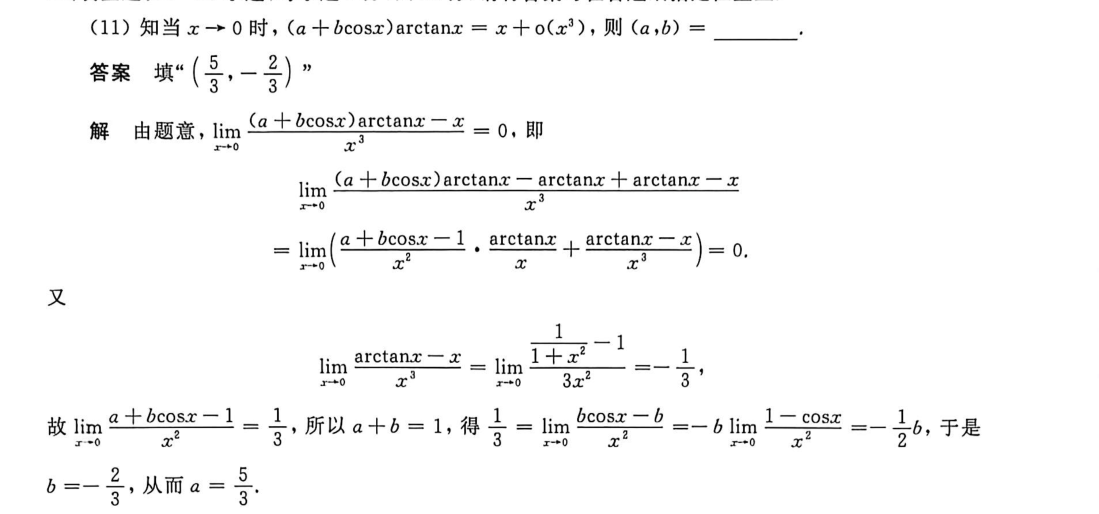 (11) 知当 x → 0 时，(a + bcosx)arctanx = x + o(x³)，则 (a,b) = ________.
答案 填“(5/3, −2/3)”
解 由题意，lim_{x→0} ((a + bcosx)arctanx − x)/x³ = 0，即
lim_{x→0} ((a + bcosx)arctanx − arctanx + arctanx − x)/x³
= lim_{x→0} ((a + bcosx − 1)/x² · arctanx/x + (arctanx − x)/x³) = 0.
又
lim_{x→0} (arctanx − x)/x³ = lim_{x→0} (1/(1 + x²) − 1)/(3x²) = −1/3,
故 lim_{x→0} (a + bcosx − 1)/x² = 1/3，所以 a + b = 1，得 1/3 = lim_{x→0} (bcosx − b)/x² = −b lim_{x→0} (1 − cosx)/x² = −1/2 b，于是
b = −2/3，从而 a = 5/3.